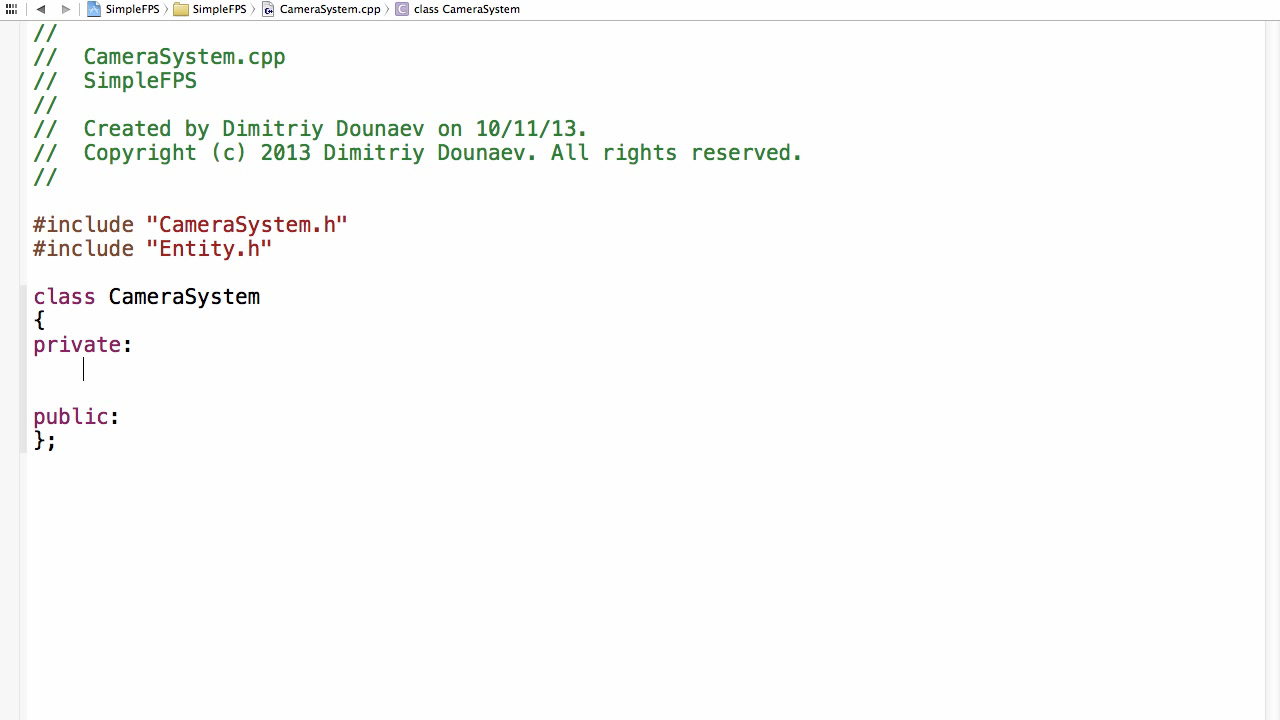 SimpleFPS SimpleFPS CameraSystem.cpp C class CameraSystem
//
//  CameraSystem.cpp
//  SimpleFPS
//
//  Created by Dimitriy Dounaev on 10/11/13.
//  Copyright (c) 2013 Dimitriy Dounaev. All rights reserved.
//
#include "CameraSystem.h"
#include "Entity.h"
class CameraSystem
{
private:
public:
};